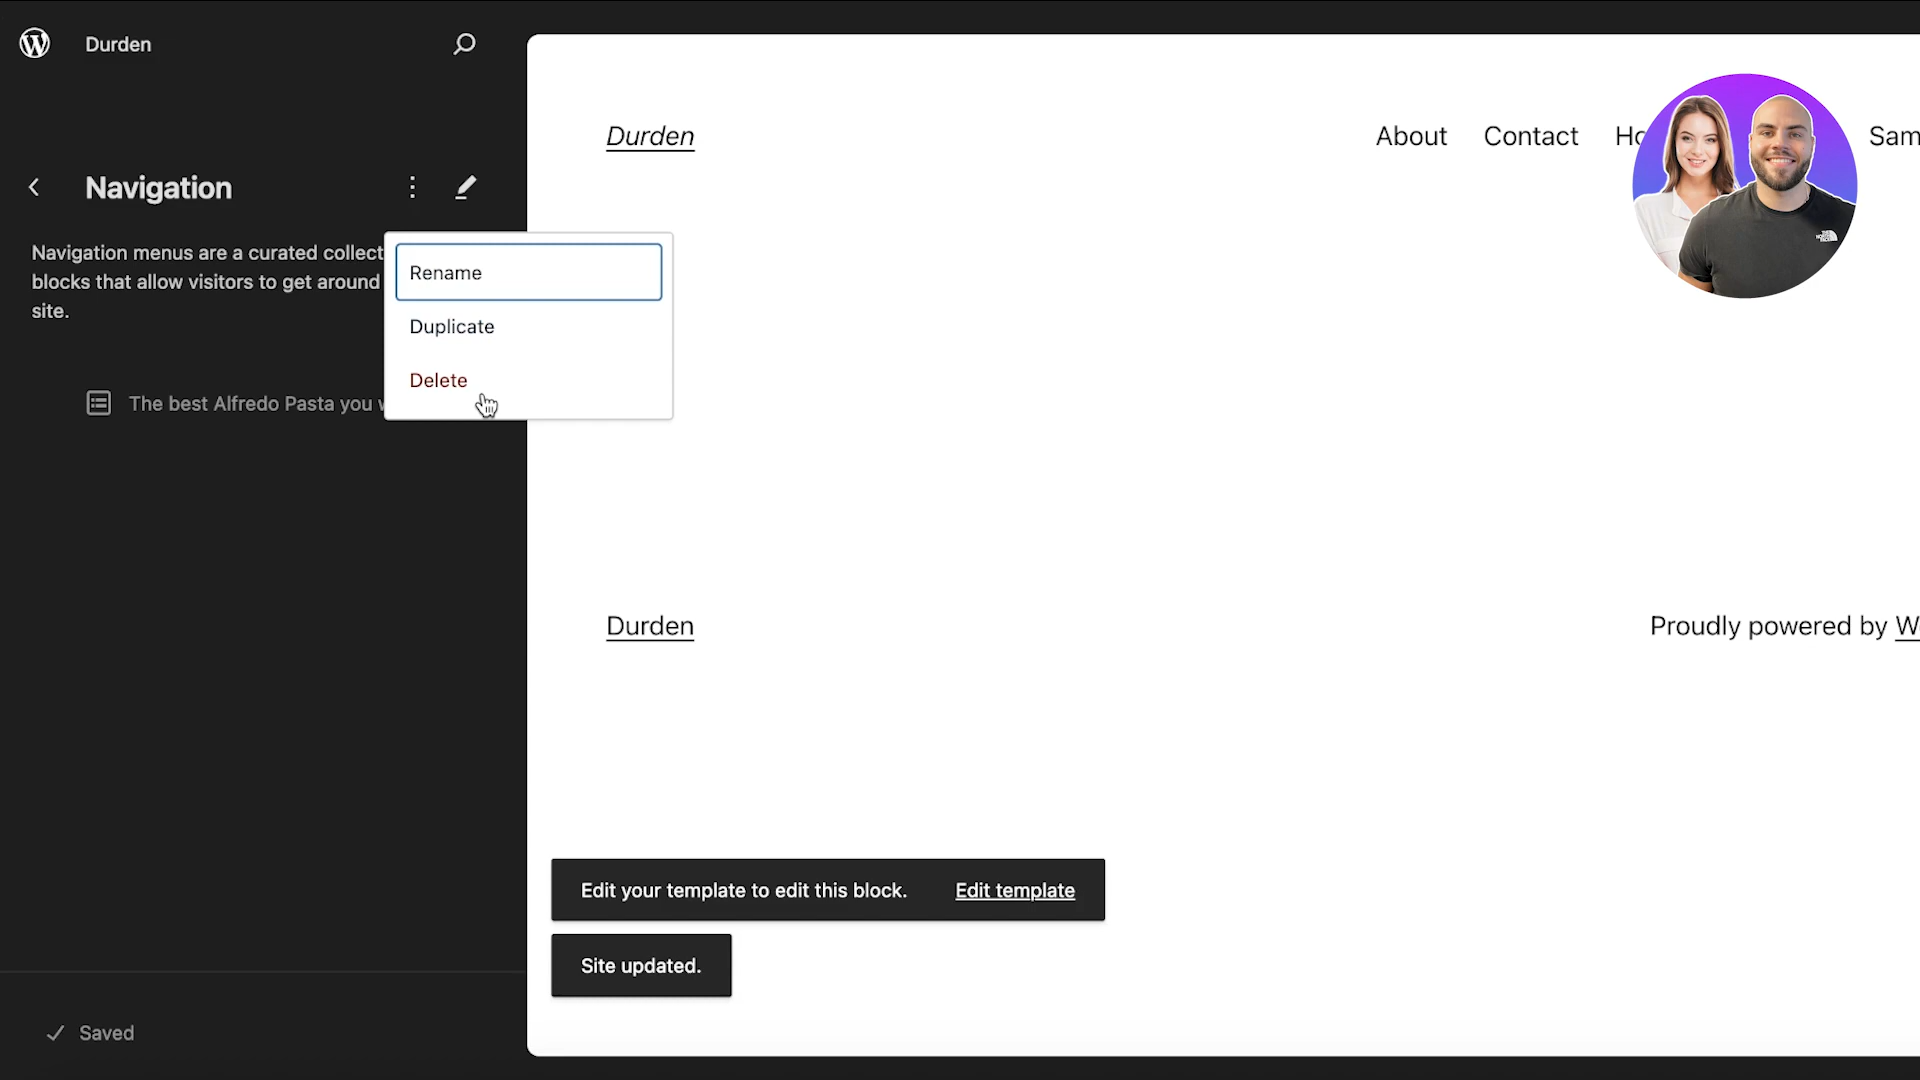 Durden
Navigation
Navigation menus are a curated collect
blocks that allow visitors to get around
site.
The best Alfredo Pasta you
Rename
Duplicate
Delete
Saved
Durden
About Contact Ho Sam
Durden
Proudly powered by W
Edit your template to edit this block. Edit template
Site updated.